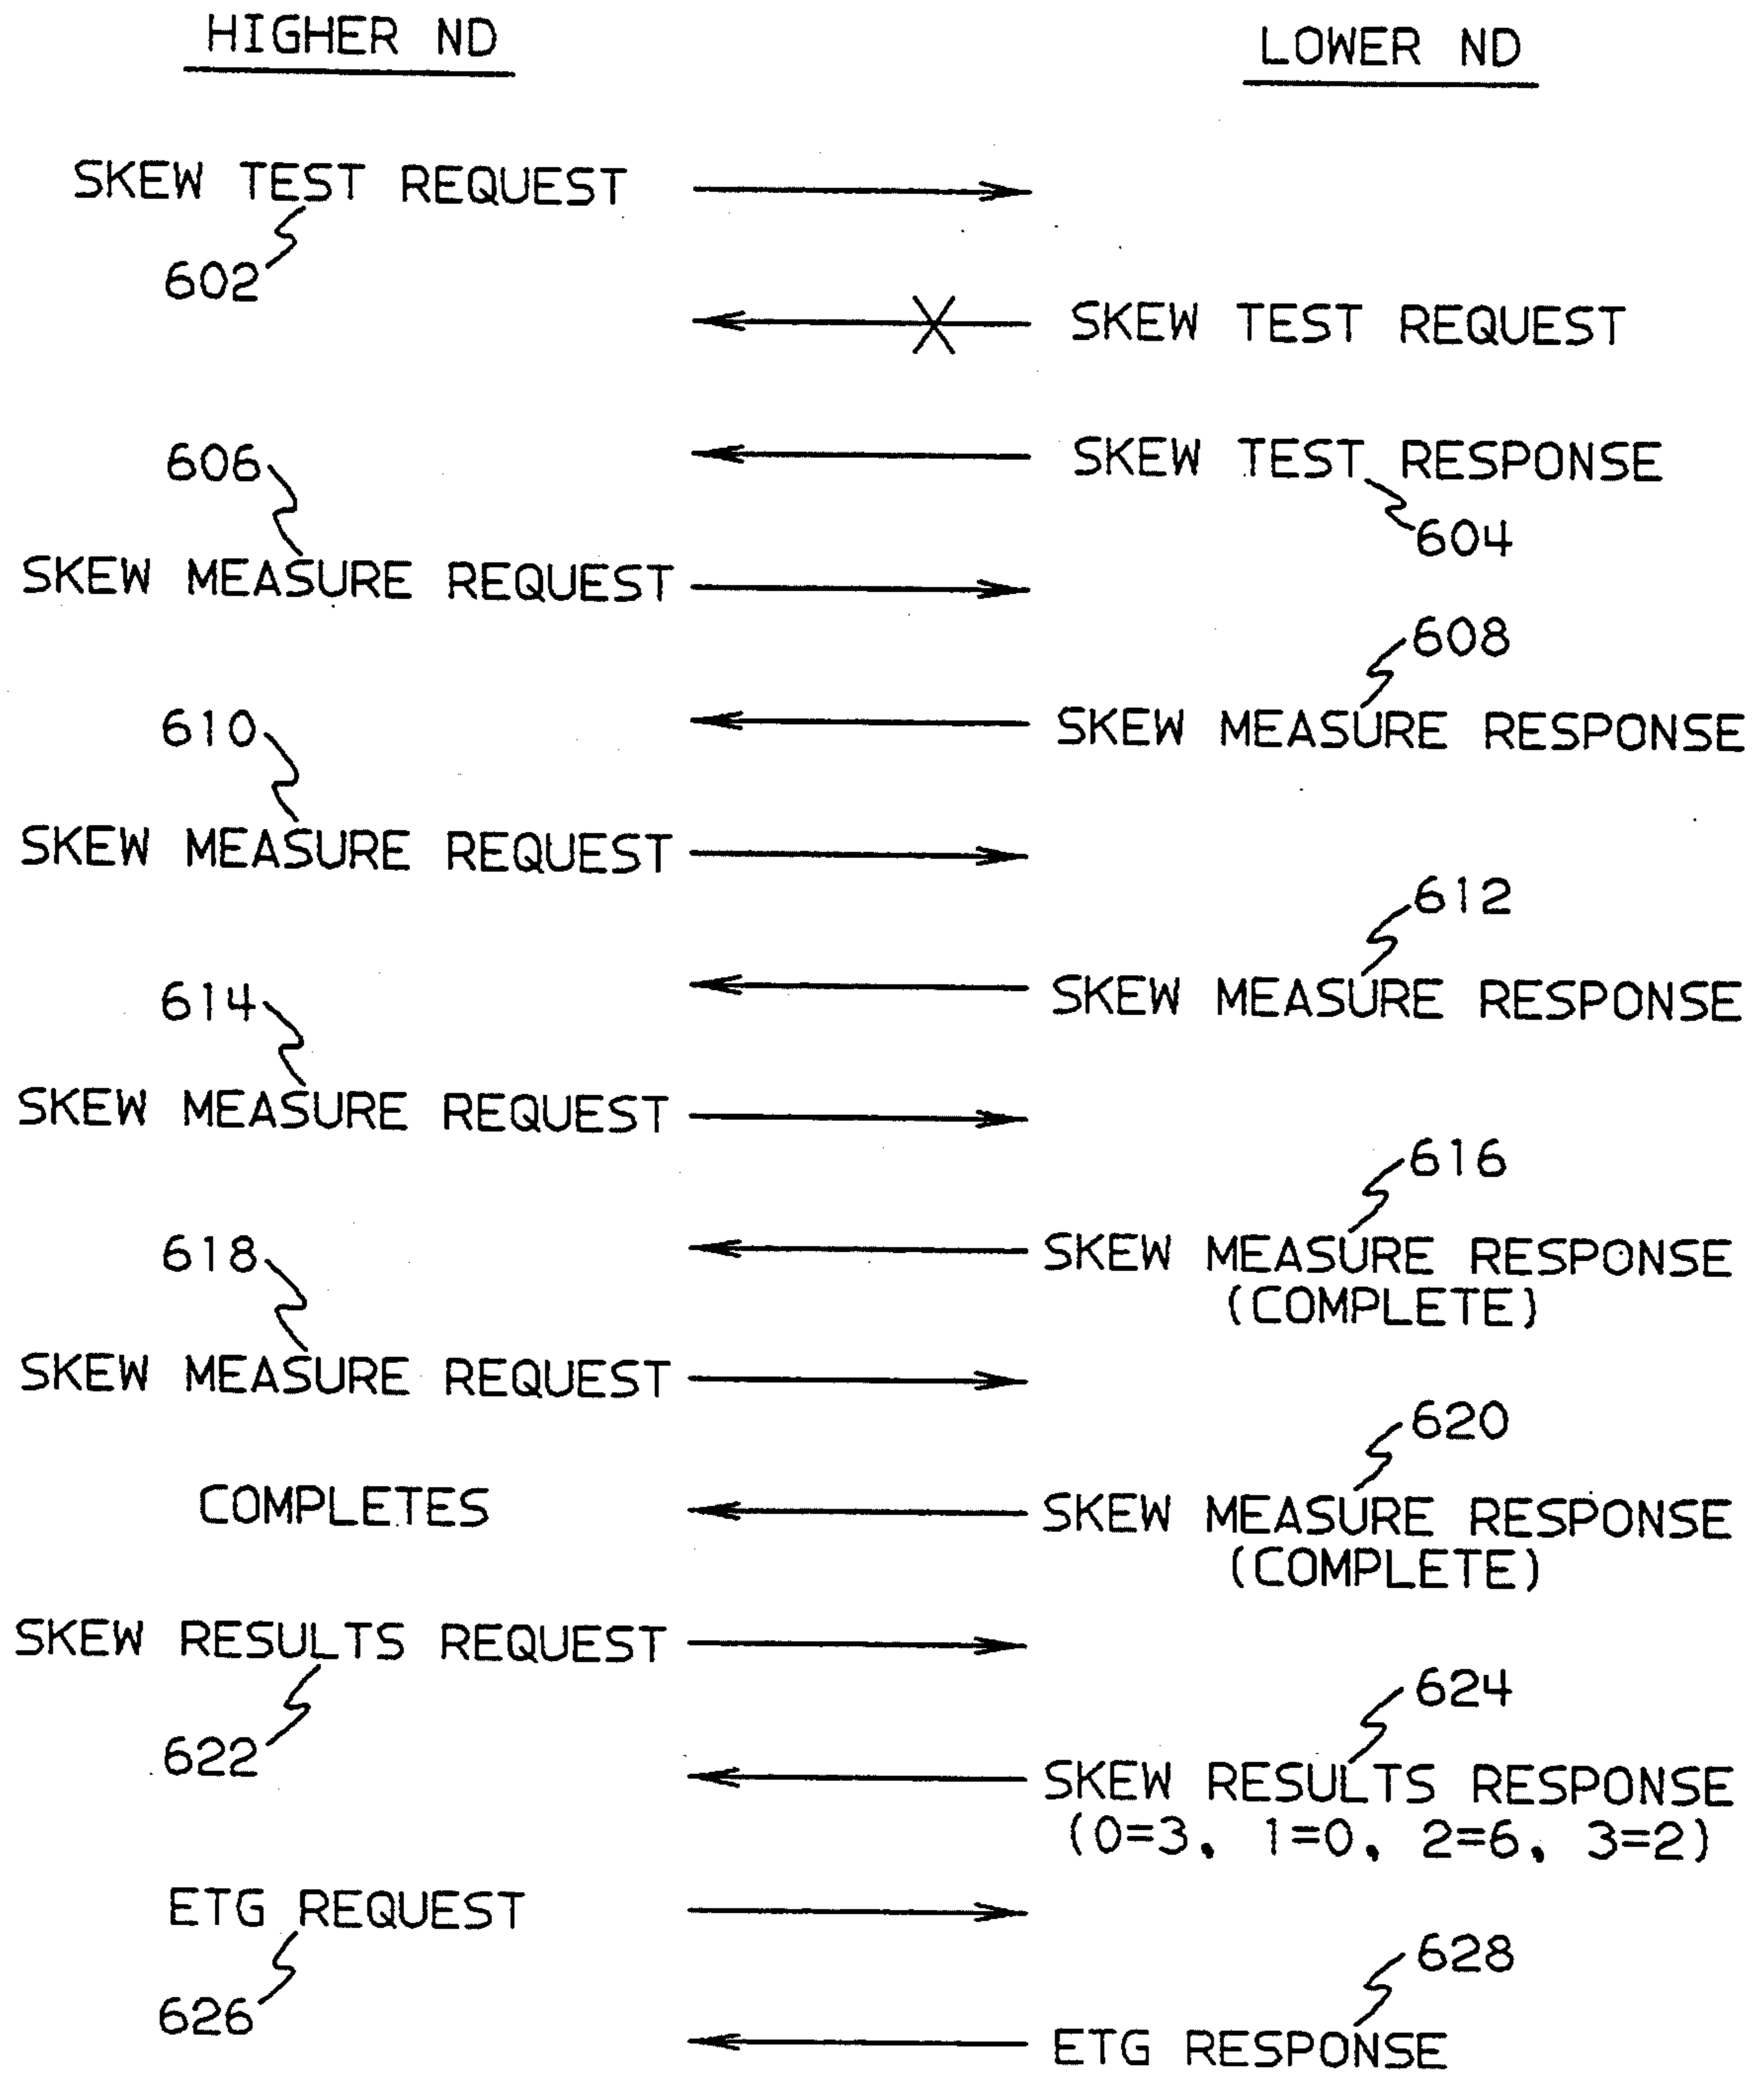 HIGHER ND
LOWER ND
SKEW TEST REQUEST
602
SKEW TEST REQUEST
606
SKEW TEST RESPONSE
604
SKEW MEASURE REQUEST
608
610
SKEW MEASURE RESPONSE
SKEW MEASURE REQUEST
612
614
SKEW MEASURE RESPONSE
SKEW MEASURE REQUEST
616
618
SKEW MEASURE RESPONSE
(COMPLETE)
SKEW MEASURE REQUEST
620
COMPLETES
SKEW MEASURE RESPONSE
(COMPLETE)
SKEW RESULTS REQUEST
624
622
SKEW RESULTS RESPONSE
(0=3, 1=0, 2=6, 3=2)
ETG REQUEST
628
626
ETG RESPONSE